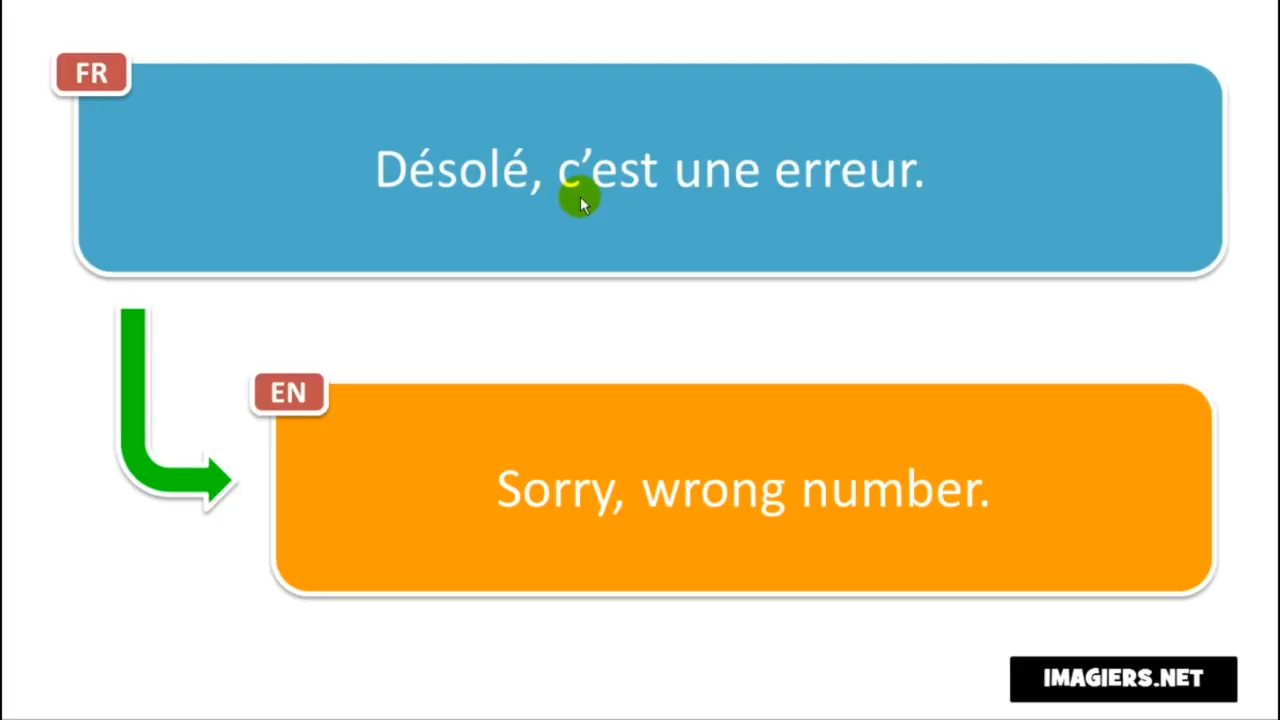 FR
Désolé, c’est une erreur.
EN
Sorry, wrong number.
IMAGIERS.NET